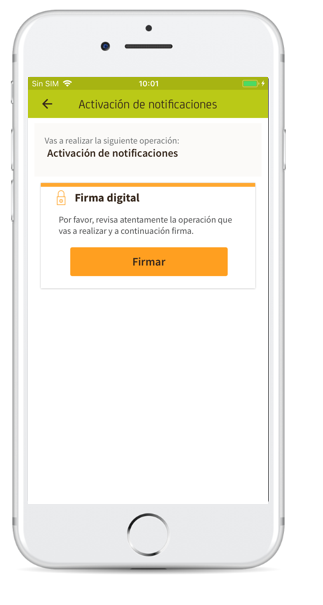 Sin SIM 10:01
Activación de notificaciones
Vas a realizar la siguiente operación:
Activación de notificaciones
Firma digital
Por favor, revisa atentamente la operación que
vas a realizar y a continuación firma.
Firmar